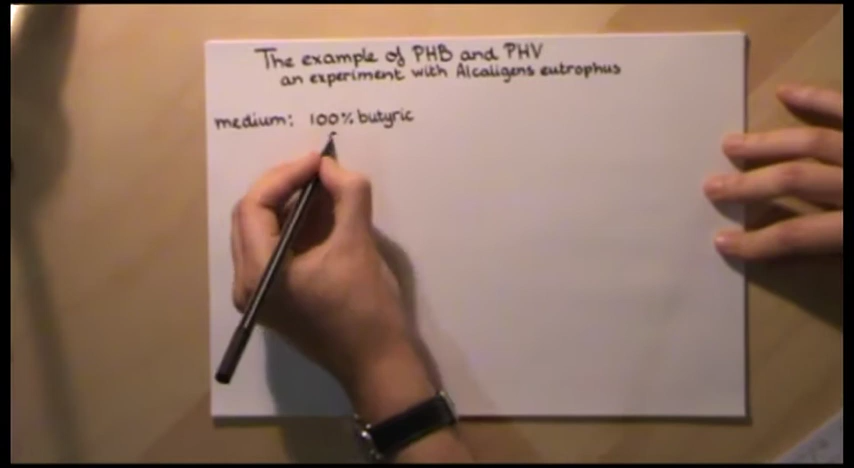 The example of PHB and PHV
an experiment with Alcaligens eutrophus
medium: 100% butyric